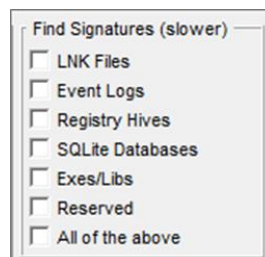 Find Signatures (slower)
LNK Files
Event Logs
Registry Hives
SQLite Databases
Exes/Libs
Reserved
All of the above